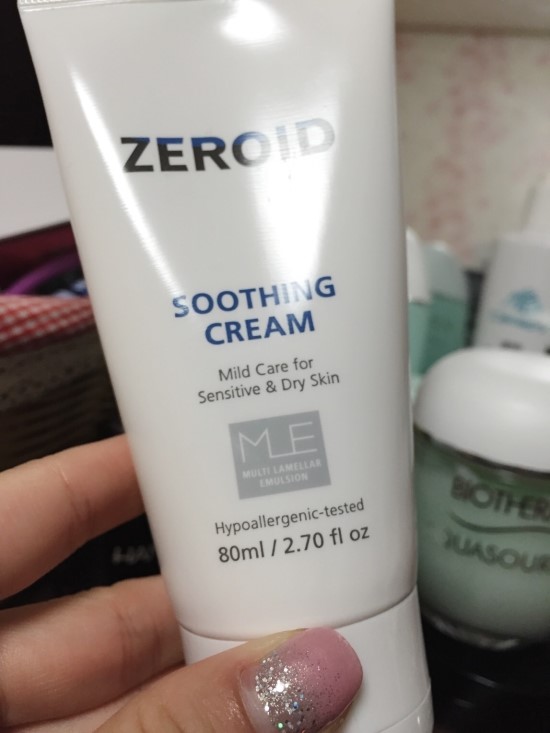 ZEROID
SOOTHING
CREAM
Mild Care for
Sensitive & Dry Skin
MLE
MULTI LAMELLAR
EMULSION
Hypoallergenic-tested
80ml / 2.70 fl oz